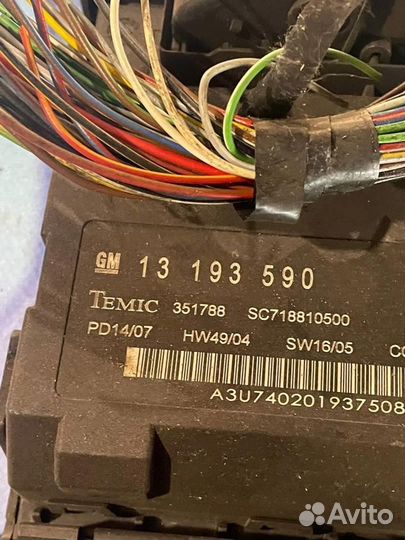 GM 13 193 590
TEMIC 351788 SC718810500
PD14/07 HW49/04 SW16/05
A3U740201937508
Avito